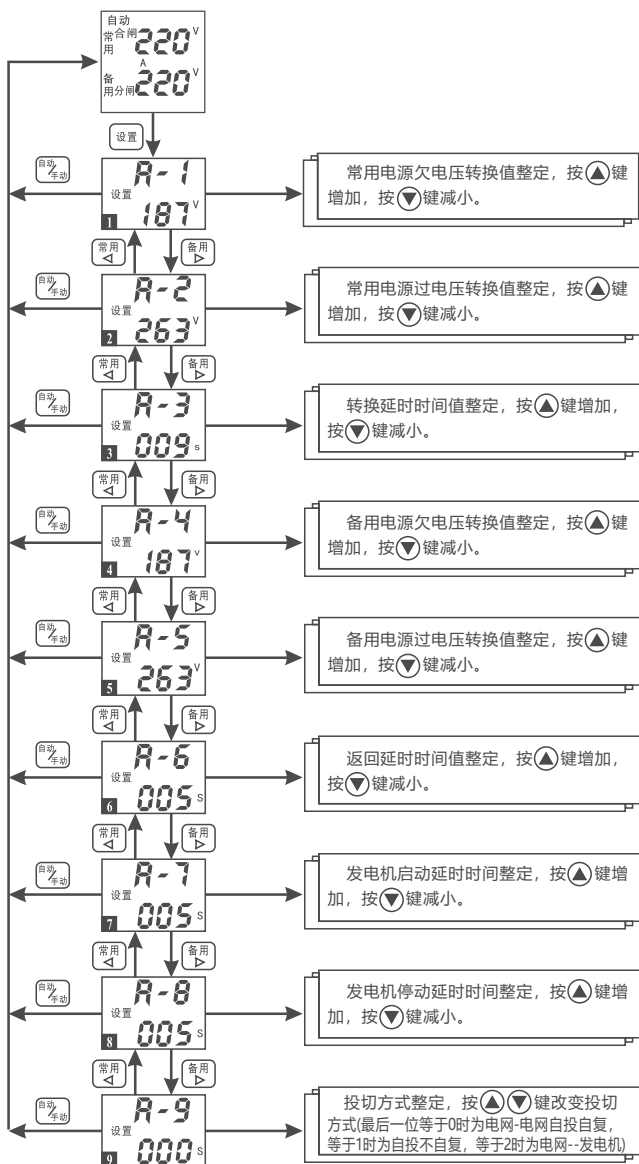 自动
常用 合闸 220 V
A
备用 分闸 220 V
设置
自动/手动
A-1
设置
1 187 V
常用电源欠电压转换值整定，按▲键
增加，按▼键减小。
常用 备用
自动/手动
A-2
设置
2 263 V
常用电源过电压转换值整定，按▲键
增加，按▼键减小。
常用 备用
自动/手动
A-3
设置
3 009 s
转换延时时间值整定，按▲键增加，
按▼键减小。
常用 备用
自动/手动
A-4
设置
4 187 V
备用电源欠电压转换值整定，按▲键
增加，按▼键减小。
常用 备用
自动/手动
A-5
设置
5 263 V
备用电源过电压转换值整定，按▲键
增加，按▼键减小。
常用 备用
自动/手动
A-6
设置
6 005 S
返回延时时间值整定，按▲键增加，
按▼键减小。
常用 备用
自动/手动
A-7
设置
7 005 S
发电机启动延时时间整定，按▲键增
加，按▼键减小。
常用 备用
自动/手动
A-8
设置
8 005 S
发电机停动延时时间整定，按▲键增
加，按▼键减小。
常用 备用
自动/手动
A-9
设置
9 000 s
投切方式整定，按▲▼键改变投切
方式(最后一位等于0时为电网-电网自投自复，
等于1时为自投不自复，等于2时为电网--发电机)